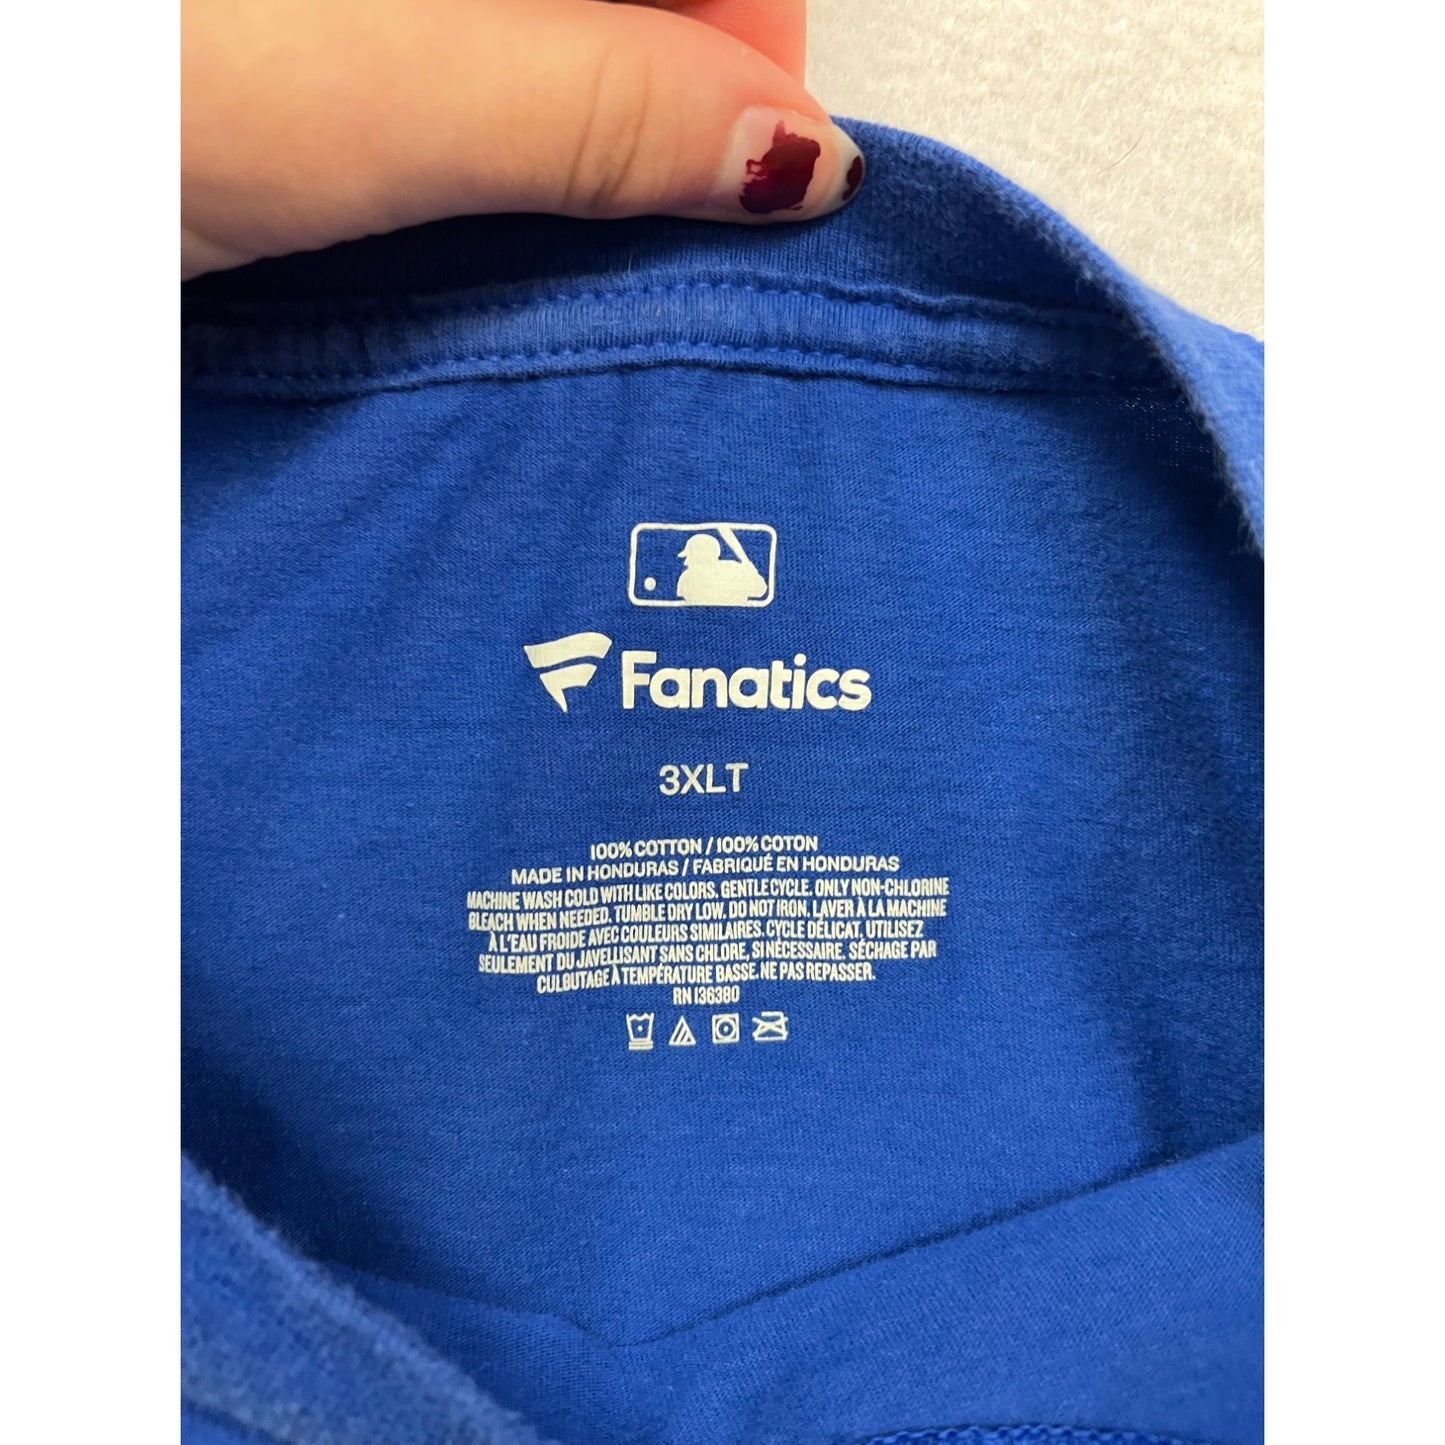 Fanatics
3XLT
100% COTTON / 100% COTON
MADE IN HONDURAS / FABRIQUÉ EN HONDURAS
MACHINE WASH COLD WITH LIKE COLORS. GENTLE CYCLE. ONLY NON-CHLORINE
BLEACH WHEN NEEDED. TUMBLE DRY LOW. DO NOT IRON. LAVER À LA MACHINE
À L'EAU FROIDE AVEC COULEURS SIMILAIRES. CYCLE DÉLICAT. UTILISEZ
SEULEMENT DU JAVELLISANT SANS CHLORE, SI NÉCESSAIRE. SÉCHAGE PAR
CULBUTAGE À TEMPÉRATURE BASSE. NE PAS REPASSER.
RN 136380